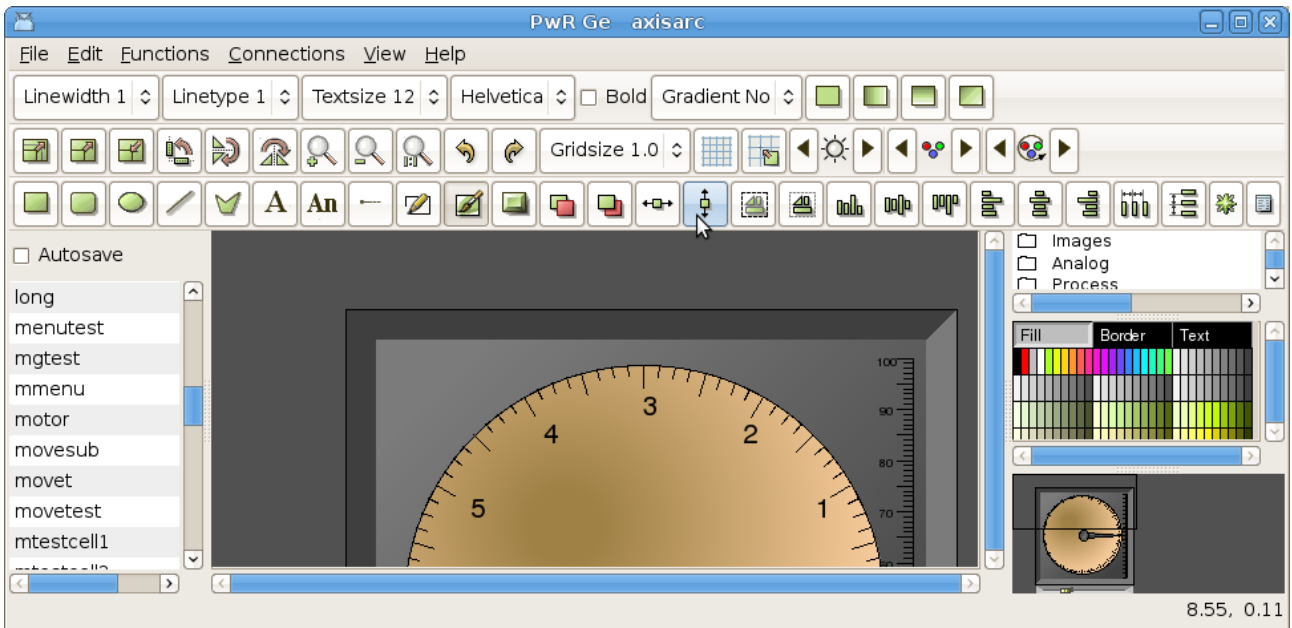 PwR Ge axisarc
File Edit Functions Connections View Help
Linewidth 1 Linetype 1 Textsize 12 Helvetica Bold Gradient No
Gridsize 1.0
A An
Autosave
long
menutest
mgtest
mmenu
motor
movesub
movet
movetest
mtestcell1
Images
Analog
Process
Fill Border Text
100
90
80
70
3
4 2
5 1
8.55, 0.11